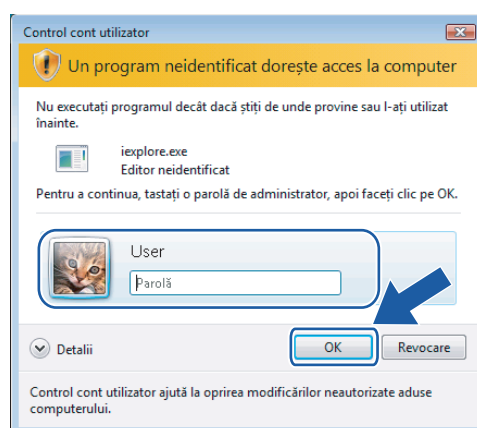 Control cont utilizator
Un program neidentificat dorește acces la computer
Nu executați programul decât dacă știți de unde provine sau l-ați utilizat
înainte.
iexplore.exe
Editor neidentificat
Pentru a continua, tastați o parolă de administrator, apoi faceți clic pe OK.
User
Parolă
Detalii
OK
Revocare
Control cont utilizator ajută la oprirea modificărilor neautorizate aduse
computerului.